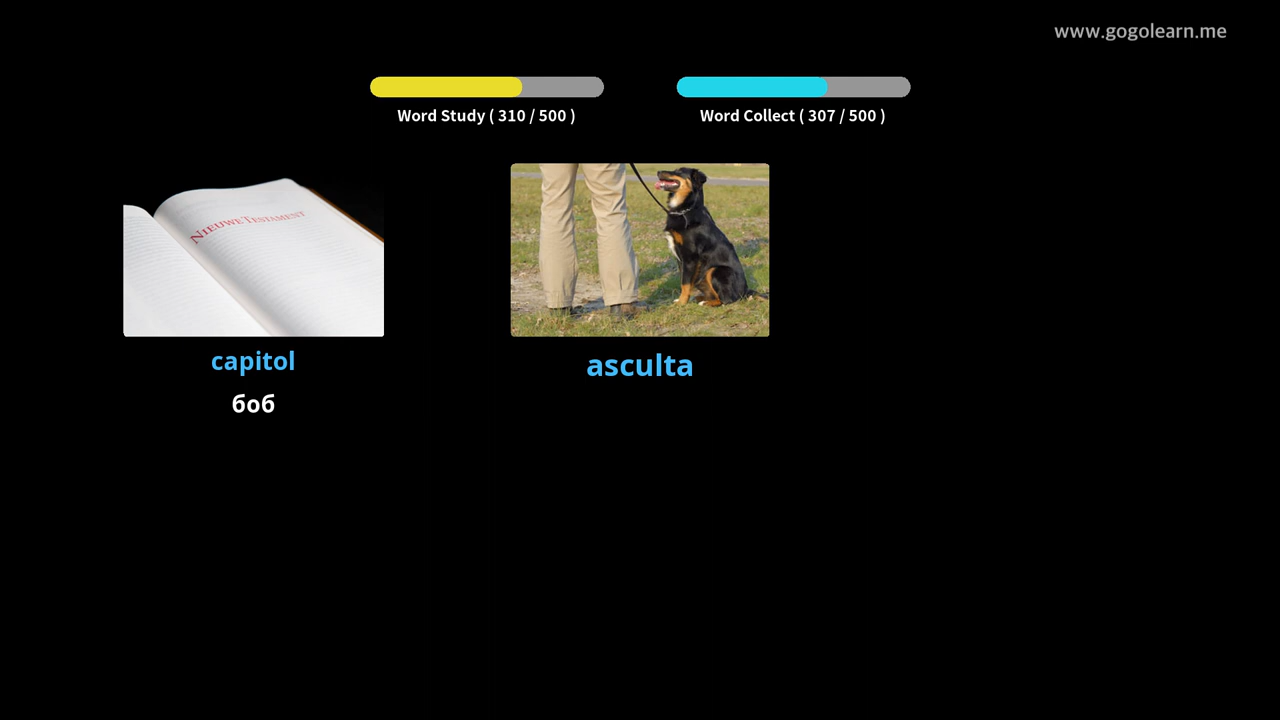 www.gogolearn.me
Word Study ( 310 / 500 )
Word Collect ( 307 / 500 )
NIEUWE TESTAMENT
capitol
боб
asculta